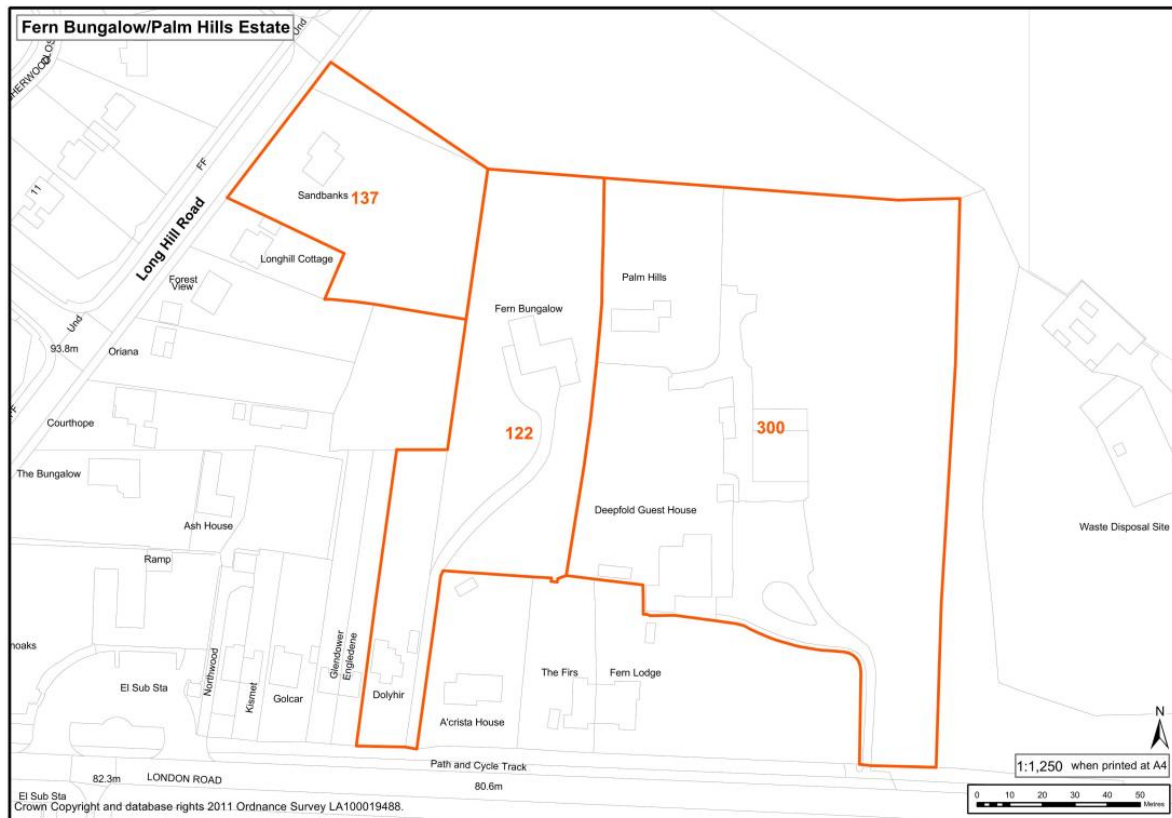 Fern Bungalow/Palm Hills Estate
Und
HERWOOD
CLOS
FF
11
Long Hill Road
Sandbanks
137
Longhill Cottage
Forest
View
Und
93.8m
Oriana
FF
Courthope
The Bungalow
Ash House
Ramp
noaks
El Sub Sta
Northwood
Kismet
Golcar
Glendower
Engledene
Dolyhir
Fern Bungalow
122
Palm Hills
300
Deepfold Guest House
Waste Disposal Site
A'crista House
The Firs
Fern Lodge
Path and Cycle Track
82.3m
LONDON ROAD
80.6m
El Sub Sta
Crown Copyright and database rights 2011 Ordnance Survey LA100019488.
N
1:1,250 when printed at A4
0 10 20 30 40 50
Metres